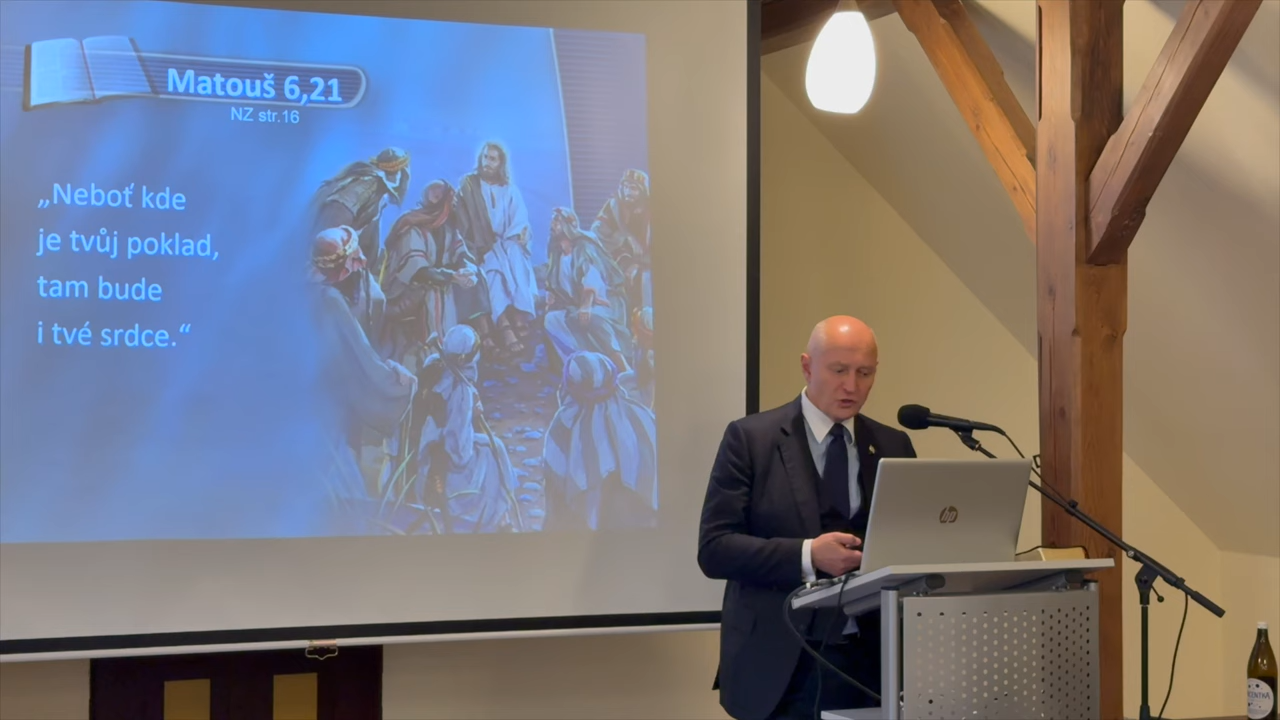 Matouš 6,21
NZ str.16
„Neboť kde
je tvůj poklad,
tam bude
i tvé srdce.“
hp